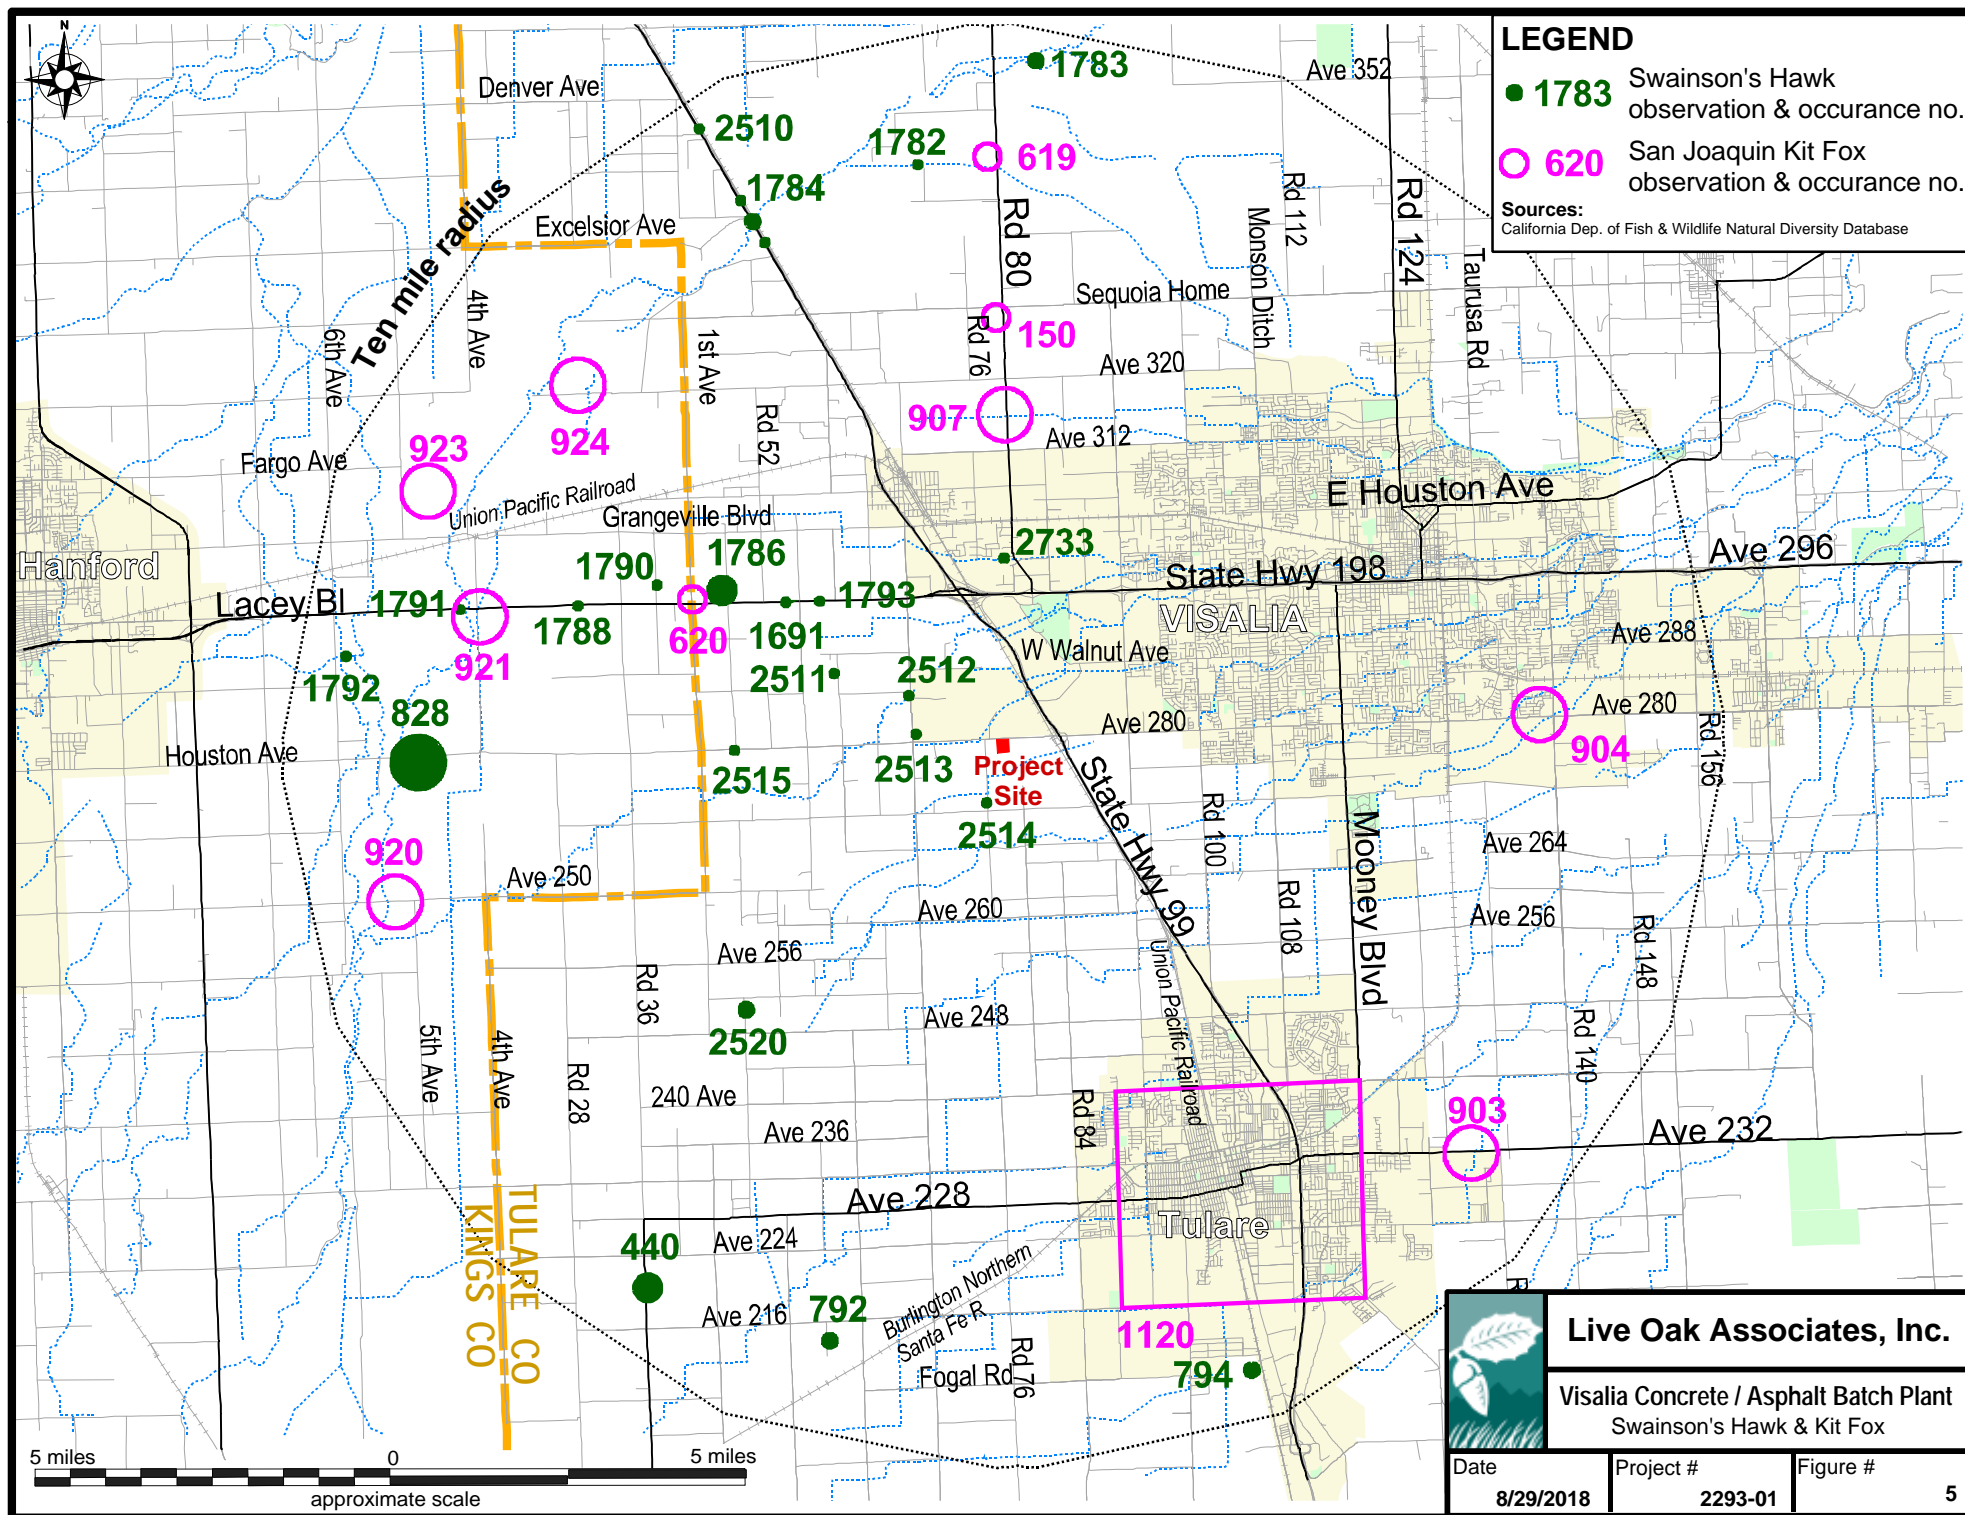 N
LEGEND
1783
Swainson's Hawk
observation & occurance no.
620
San Joaquin Kit Fox
observation & occurance no.
Sources:
California Dep. of Fish & Wildlife Natural Diversity Database
Denver Ave
2510
1783
Ave 352
1782
619
1784
Ten mile radius
Excelsior Ave
Rd 80
Monson Ditch
Rd 112
Rd 124
Taurusa Rd
Sequoia Home
4th Ave
6th Ave
1st Ave
Rd 76
150
Ave 320
924
Rd 52
907
Ave 312
923
Fargo Ave
Union Pacific Railroad
Grangeville Blvd
E Houston Ave
Hanford
1790
1786
2733
State Hwy 198
Ave 296
Lacey Bl
1791
1788
620
1793
1691
VISALIA
Ave 288
921
W Walnut Ave
2511
2512
1792
828
Ave 280
Ave 280
904
Rd 156
Houston Ave
2515
2513
Project
Site
2514
State Hwy 99
Rd 100
Mooney Blvd
Ave 264
920
Ave 250
Ave 260
Rd 108
Ave 256
Rd 148
Ave 256
Rd 36
Union Pacific Railroad
2520
Ave 248
5th Ave
4th Ave
Rd 28
Rd 140
240 Ave
Rd 84
903
Ave 236
Ave 232
TULARE CO
KINGS CO
Ave 228
Tulare
440
Ave 224
Ave 216
792
Burlington Northern
Santa Fe R
Rd 76
1120
Fogal Rd
794
5 miles
0
5 miles
approximate scale
Live Oak Associates, Inc.
Visalia Concrete / Asphalt Batch Plant
Swainson's Hawk & Kit Fox
Date
8/29/2018
Project #
2293-01
Figure #
5